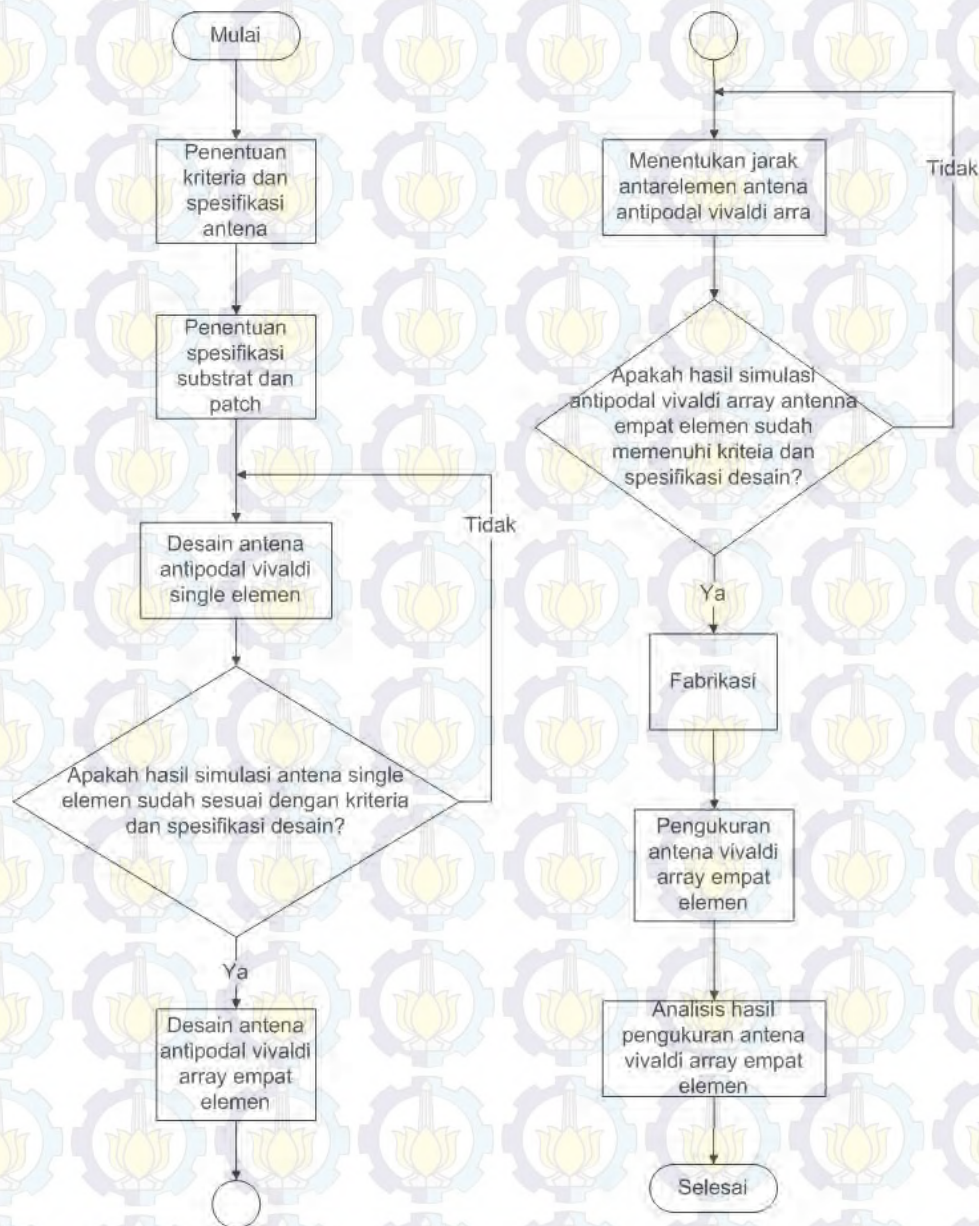 Mulai
Penentuan
kriteria dan
spesifikasi
antena
Penentuan
spesifikasi
substrat dan
patch
Tidak
Desain antena
antipodal vivaldi
single elemen
Apakah hasil simulasi antena single
elemen sudah sesuai dengan kriteria
dan spesifikasi desain?
Ya
Desain antena
antipodal vivaldi
array empat
elemen
Menentukan jarak
antarelemen antena
antipodal vivaldi arra
Tidak
Apakah hasil simulasi
antipodal vivaldi array antenna
empat elemen sudah
memenuhi kriteia dan
spesifikasi desain?
Ya
Fabrikasi
Pengukuran
antena vivaldi
array empat
elemen
Analisis hasil
pengukuran antena
vivaldi array empat
elemen
Selesai